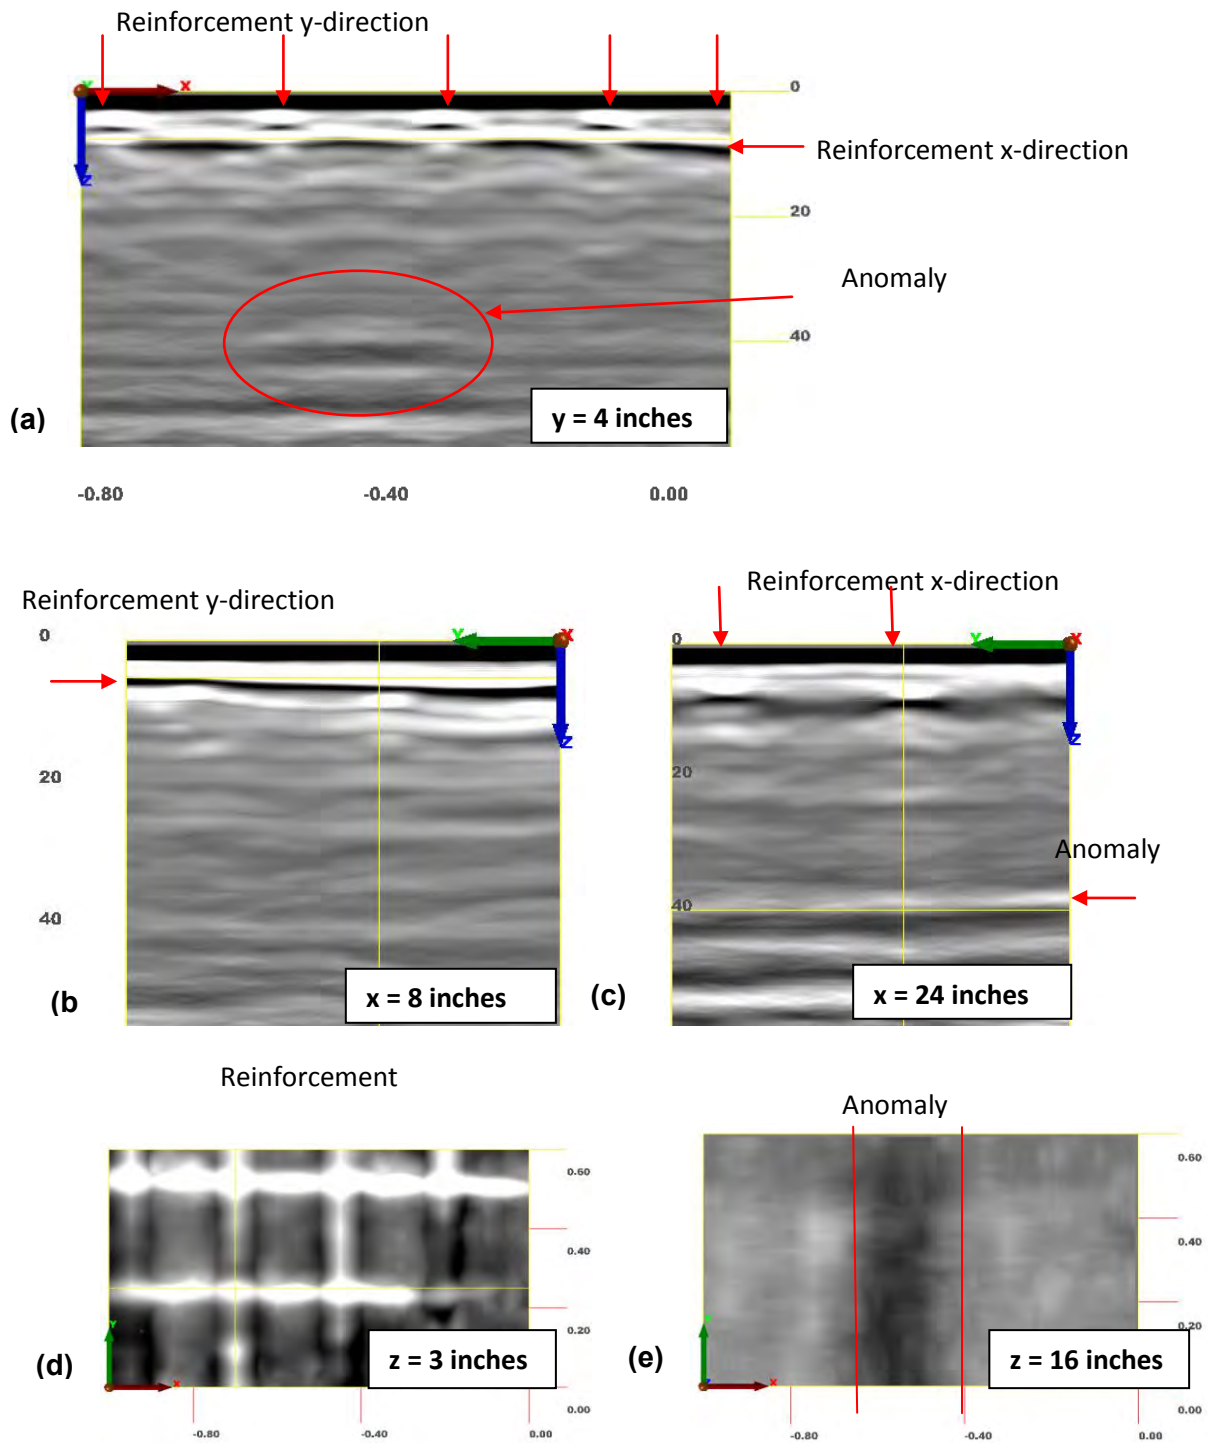 Reinforcement y-direction
Y
X
0
Reinforcement x-direction
Z
20
Anomaly
40
(a)
y = 4 inches
-0.80
-0.40
0.00
Reinforcement y-direction
0
Y
X
Z
20
40
(b
x = 8 inches
Reinforcement x-direction
0
Y
X
Z
20
Anomaly
40
(c)
x = 24 inches
Reinforcement
0.60
0.40
0.20
0.00
Y
X
(d)
z = 3 inches
-0.80
-0.40
0.00
Anomaly
0.60
0.40
0.20
0.00
Z
X
(e)
z = 16 inches
-0.80
-0.40
0.00